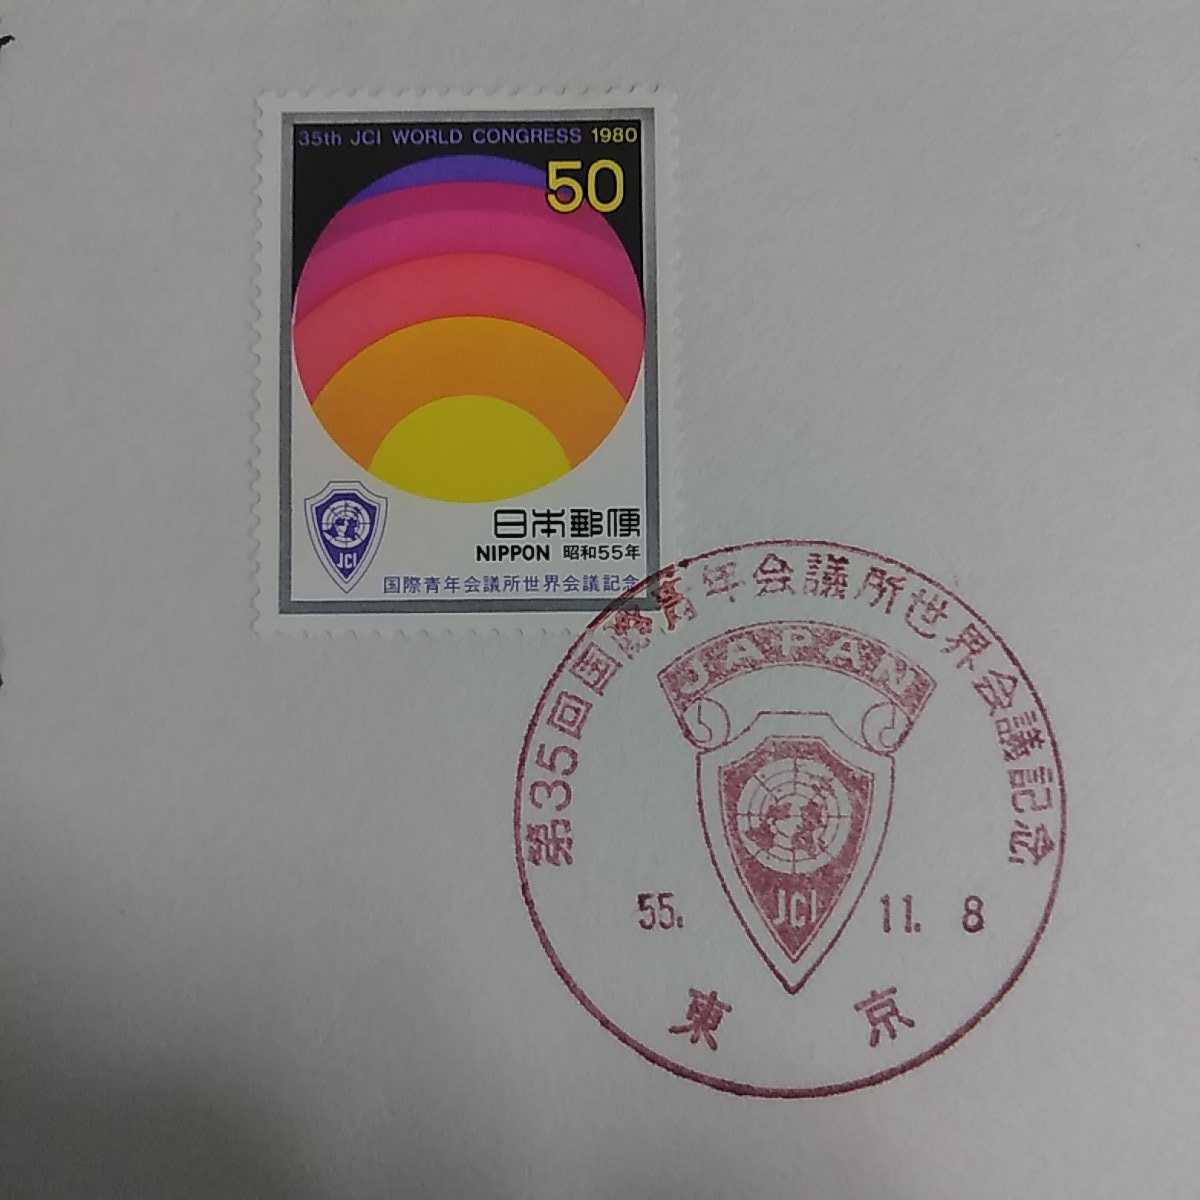 35th JCI WORLD CONGRESS 1980
50
日本郵便
NIPPON 昭和55年
JCI
国際青年会議所世界会議記念
第35回国際青年会議所世界会議記念
JAPAN
JCI
55. 11. 8
東京